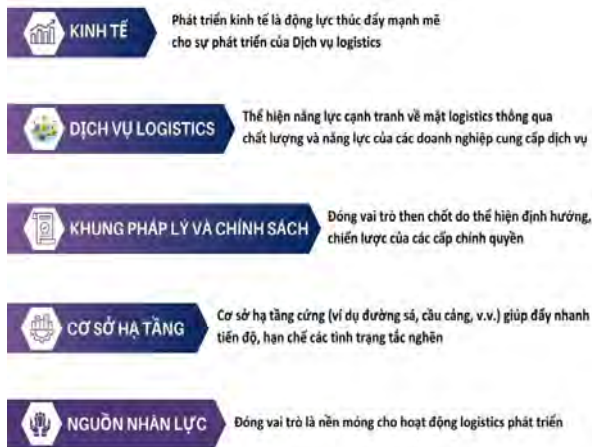 KINH TẾ
Phát triển kinh tế là động lực thúc đẩy mạnh mẽ
cho sự phát triển của Dịch vụ logistics
DỊCH VỤ LOGISTICS
Thể hiện năng lực cạnh tranh về mặt logistics thông qua
chất lượng và năng lực của các doanh nghiệp cung cấp dịch vụ
KHUNG PHÁP LÝ VÀ CHÍNH SÁCH
Đóng vai trò then chốt do thể hiện định hướng,
chiến lược của các cấp chính quyền
CƠ SỞ HẠ TẦNG
Cơ sở hạ tầng cứng (ví dụ đường sá, cầu cảng, v.v.) giúp đẩy nhanh
tiến độ, hạn chế các tình trạng tắc nghẽn
NGUỒN NHÂN LỰC
Đóng vai trò là nền móng cho hoạt động logistics phát triển